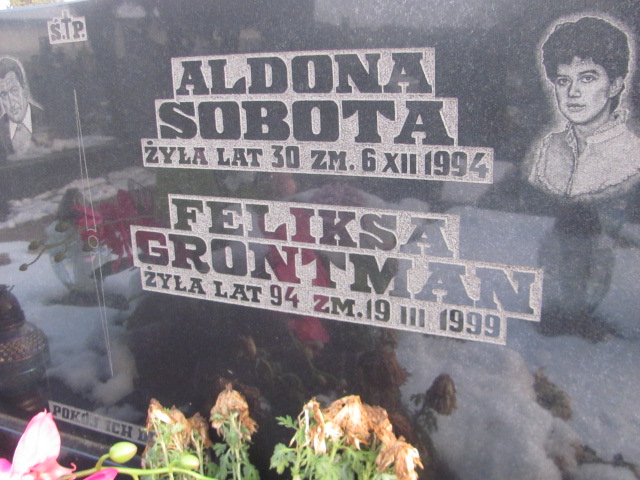 Ś.†P.
ALDONA
SOBOTA
ŻYŁA LAT 30 ZM. 6 XII 1994
FELIKSA
GRONTMAN
ŻYŁA LAT 94 ZM. 19 III 1999
POKÓJ ICH